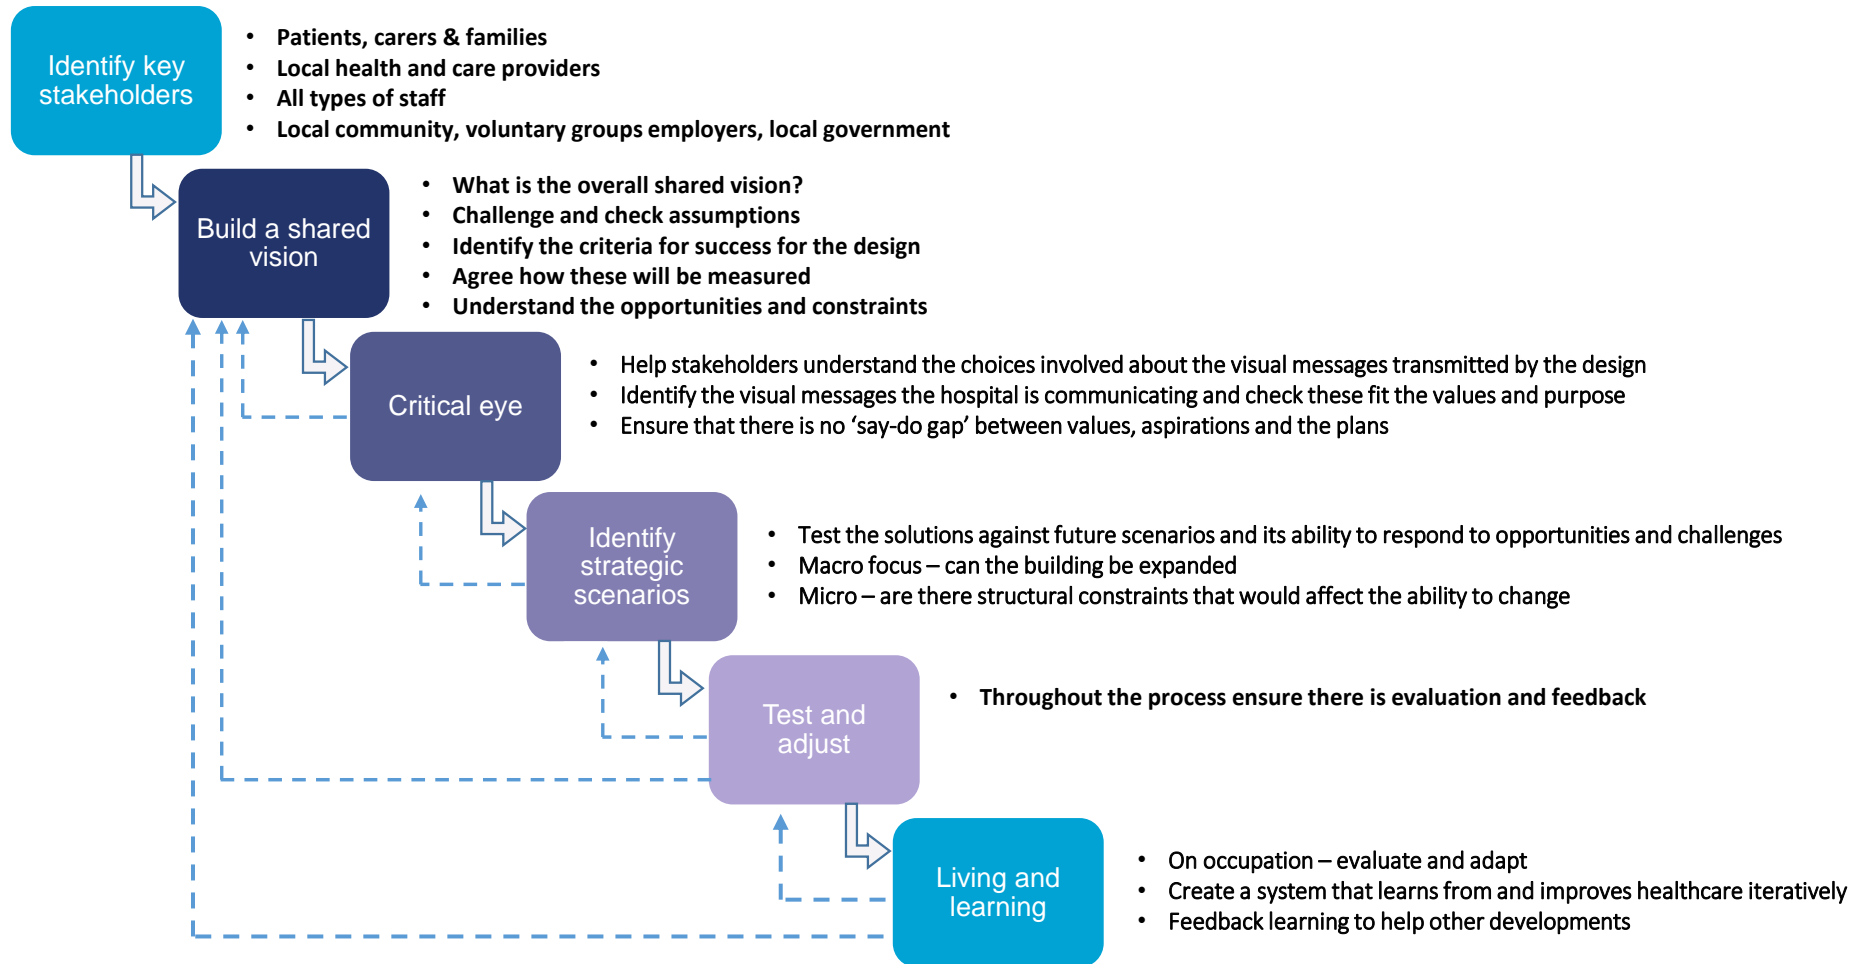 Identify key
stakeholders
• Patients, carers & families
• Local health and care providers
• All types of staff
• Local community, voluntary groups employers, local government
Build a shared
vision
• What is the overall shared vision?
• Challenge and check assumptions
• Identify the criteria for success for the design
• Agree how these will be measured
• Understand the opportunities and constraints
Critical eye
• Help stakeholders understand the choices involved about the visual messages transmitted by the design
• Identify the visual messages the hospital is communicating and check these fit the values and purpose
• Ensure that there is no ‘say-do gap’ between values, aspirations and the plans
Identify
strategic
scenarios
• Test the solutions against future scenarios and its ability to respond to opportunities and challenges
• Macro focus – can the building be expanded
• Micro – are there structural constraints that would affect the ability to change
Test and
adjust
• Throughout the process ensure there is evaluation and feedback
Living and
learning
• On occupation – evaluate and adapt
• Create a system that learns from and improves healthcare iteratively
• Feedback learning to help other developments